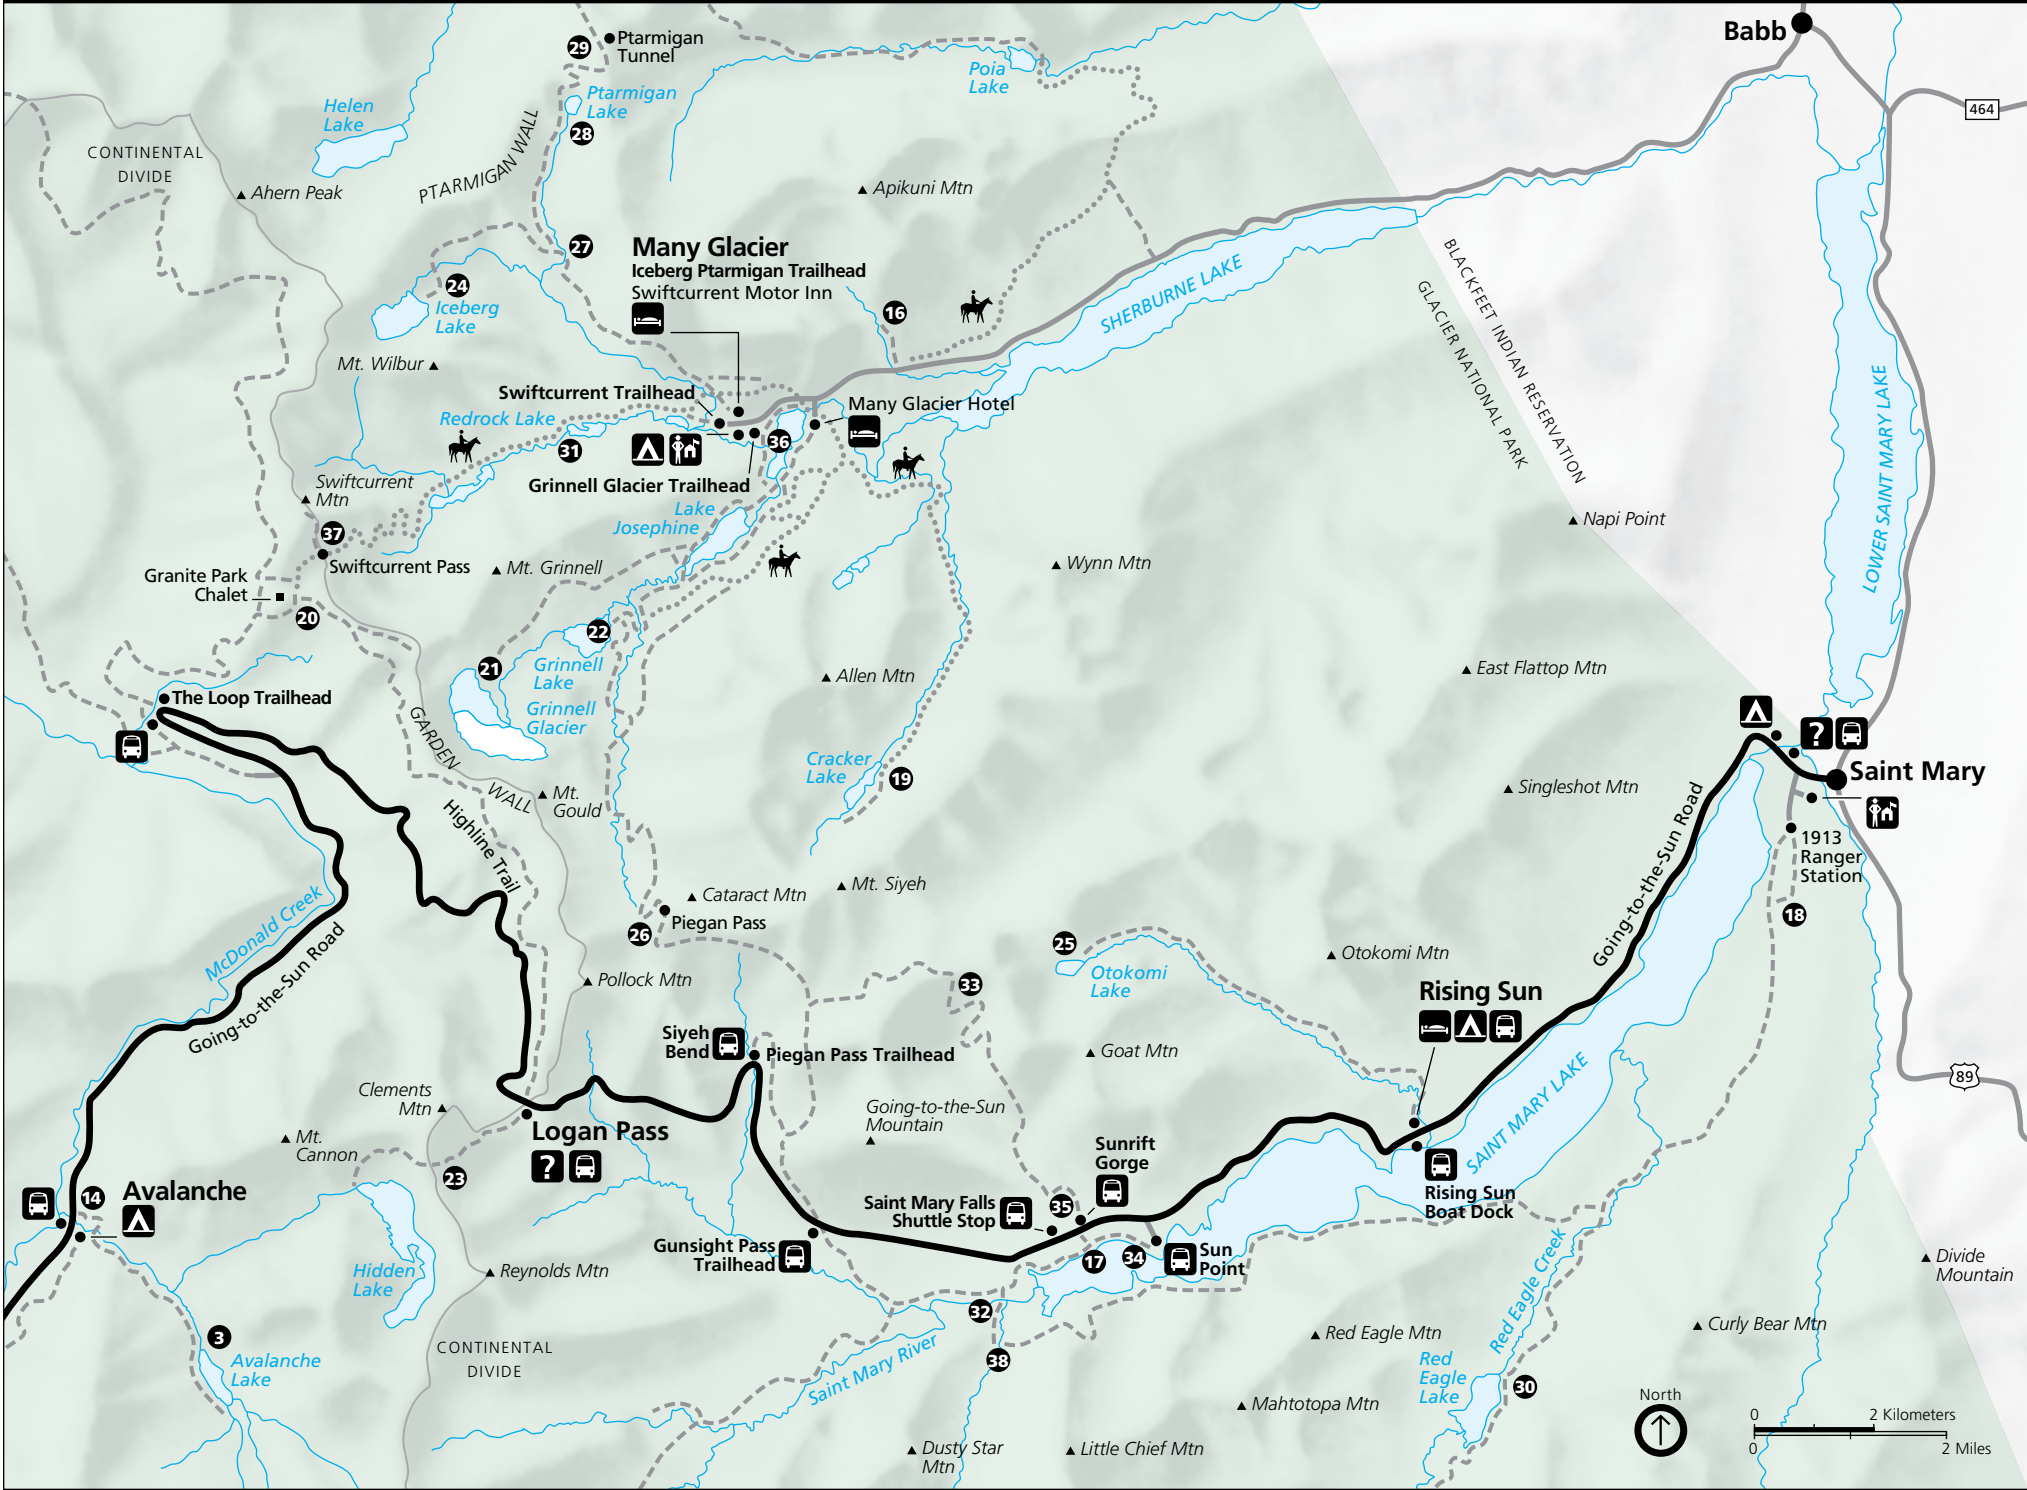 Babb
29
Ptarmigan
Tunnel
Poia
Lake
464
Helen
Lake
Ptarmigan
Lake
28
CONTINENTAL
DIVIDE
PTARMIGAN WALL
Ahern Peak
Apikuni Mtn
27
Many Glacier
Iceberg Ptarmigan Trailhead
Swiftcurrent Motor Inn
24
Iceberg
Lake
16
SHERBURNE LAKE
BLACKFEET INDIAN RESERVATION
GLACIER NATIONAL PARK
Mt. Wilbur
LOWER SAINT MARY LAKE
Swiftcurrent Trailhead
Many Glacier Hotel
Redrock Lake
31
36
Grinnell Glacier Trailhead
Swiftcurrent
Mtn
Lake
Josephine
Napi Point
37
Swiftcurrent Pass
Mt. Grinnell
Wynn Mtn
Granite Park
Chalet
20
22
21
Grinnell
Lake
Allen Mtn
East Flattop Mtn
The Loop Trailhead
Grinnell
Glacier
GARDEN
WALL
?
Saint Mary
Cracker
Lake
19
Mt.
Gould
Singleshot Mtn
Highline Trail
Going-to-the-Sun Road
1913
Ranger
Station
Mt. Siyeh
Cataract Mtn
Piegan Pass
18
26
McDonald Creek
Going-to-the-Sun Road
25
Otokomi
Lake
Otokomi Mtn
Pollock Mtn
33
Rising Sun
Siyeh
Bend
Piegan Pass Trailhead
Goat Mtn
89
Clements
Mtn
Going-to-the-Sun
Mountain
SAINT MARY LAKE
Mt.
Cannon
Logan Pass
?
Sunrift
Gorge
23
14
Avalanche
Saint Mary Falls
Shuttle Stop
35
Rising Sun
Boat Dock
Gunsight Pass
Trailhead
17
34
Sun
Point
Hidden
Lake
Reynolds Mtn
Divide
Mountain
32
Red Eagle Creek
3
Avalanche
Lake
CONTINENTAL
DIVIDE
Saint Mary River
38
Red Eagle Mtn
Curly Bear Mtn
Red
Eagle
Lake
30
Mahtotopa Mtn
North
0
2 Kilometers
0
2 Miles
Dusty Star
Mtn
Little Chief Mtn